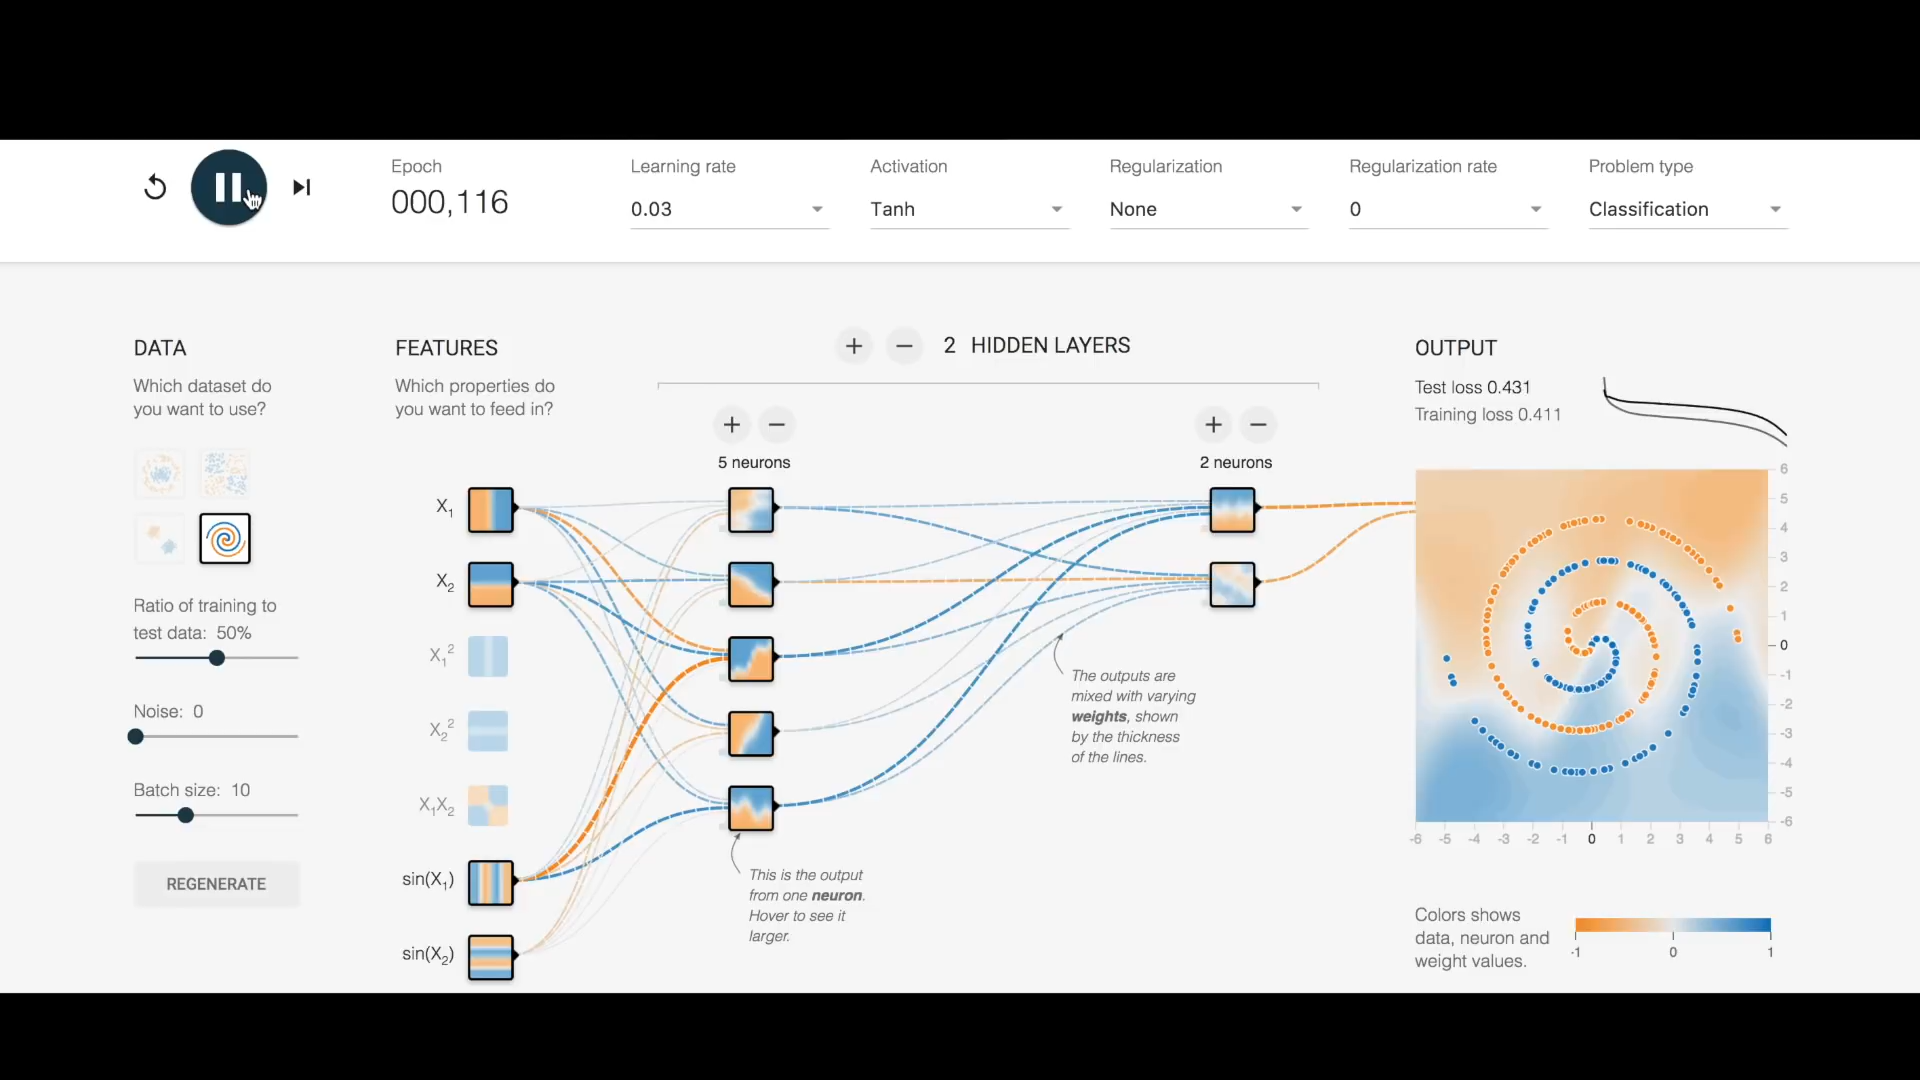 Epoch
000,116
Learning rate
0.03
Activation
Tanh
Regularization
None
Regularization rate
0
Problem type
Classification
DATA
Which dataset do
you want to use?
Ratio of training to
test data: 50%
Noise: 0
Batch size: 10
REGENERATE
FEATURES
Which properties do
you want to feed in?
X₁
X₂
X₁²
X₂²
X₁X₂
sin(X₁)
sin(X₂)
+ − 2 HIDDEN LAYERS
+ −
5 neurons
+ −
2 neurons
This is the output
from one neuron.
Hover to see it
larger.
The outputs are
mixed with varying
weights, shown
by the thickness
of the lines.
OUTPUT
Test loss 0.431
Training loss 0.411
6
5
4
3
2
1
0
-1
-2
-3
-4
-5
-6
-6 -5 -4 -3 -2 -1 0 1 2 3 4 5 6
Colors shows
data, neuron and
weight values.
-1 0 1